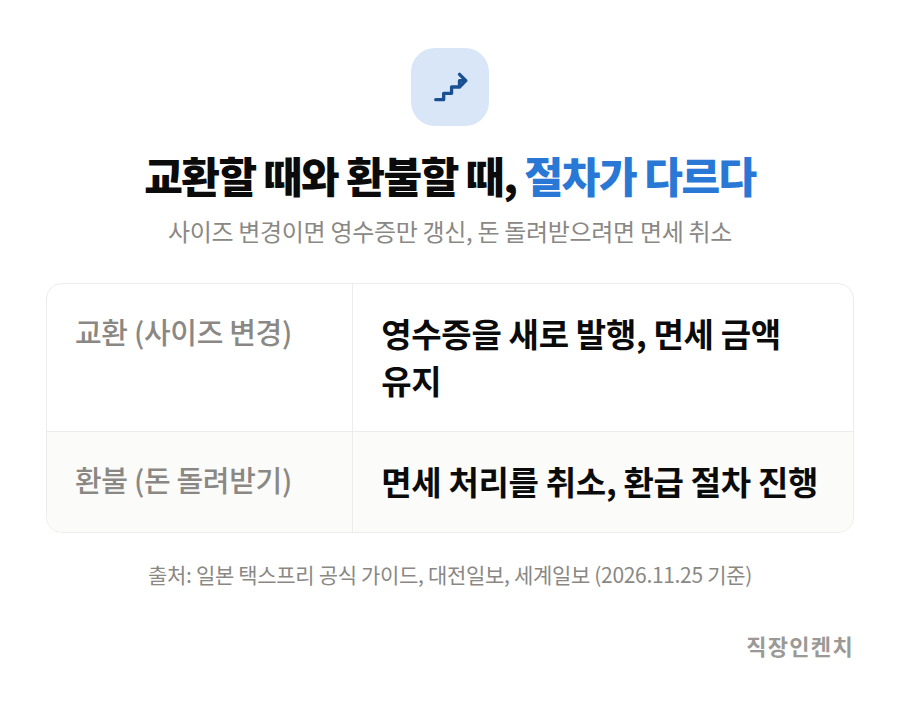 교환할 때와 환불할 때, 절차가 다르다
사이즈 변경이면 영수증만 갱신, 돈 돌려받으려면 면세 취소
교환 (사이즈 변경)
영수증을 새로 발행, 면세 금액
유지
환불 (돈 돌려받기)
면세 처리를 취소, 환급 절차 진행
출처: 일본 택스프리 공식 가이드, 대전일보, 세계일보 (2026.11.25 기준)
직장인켄치